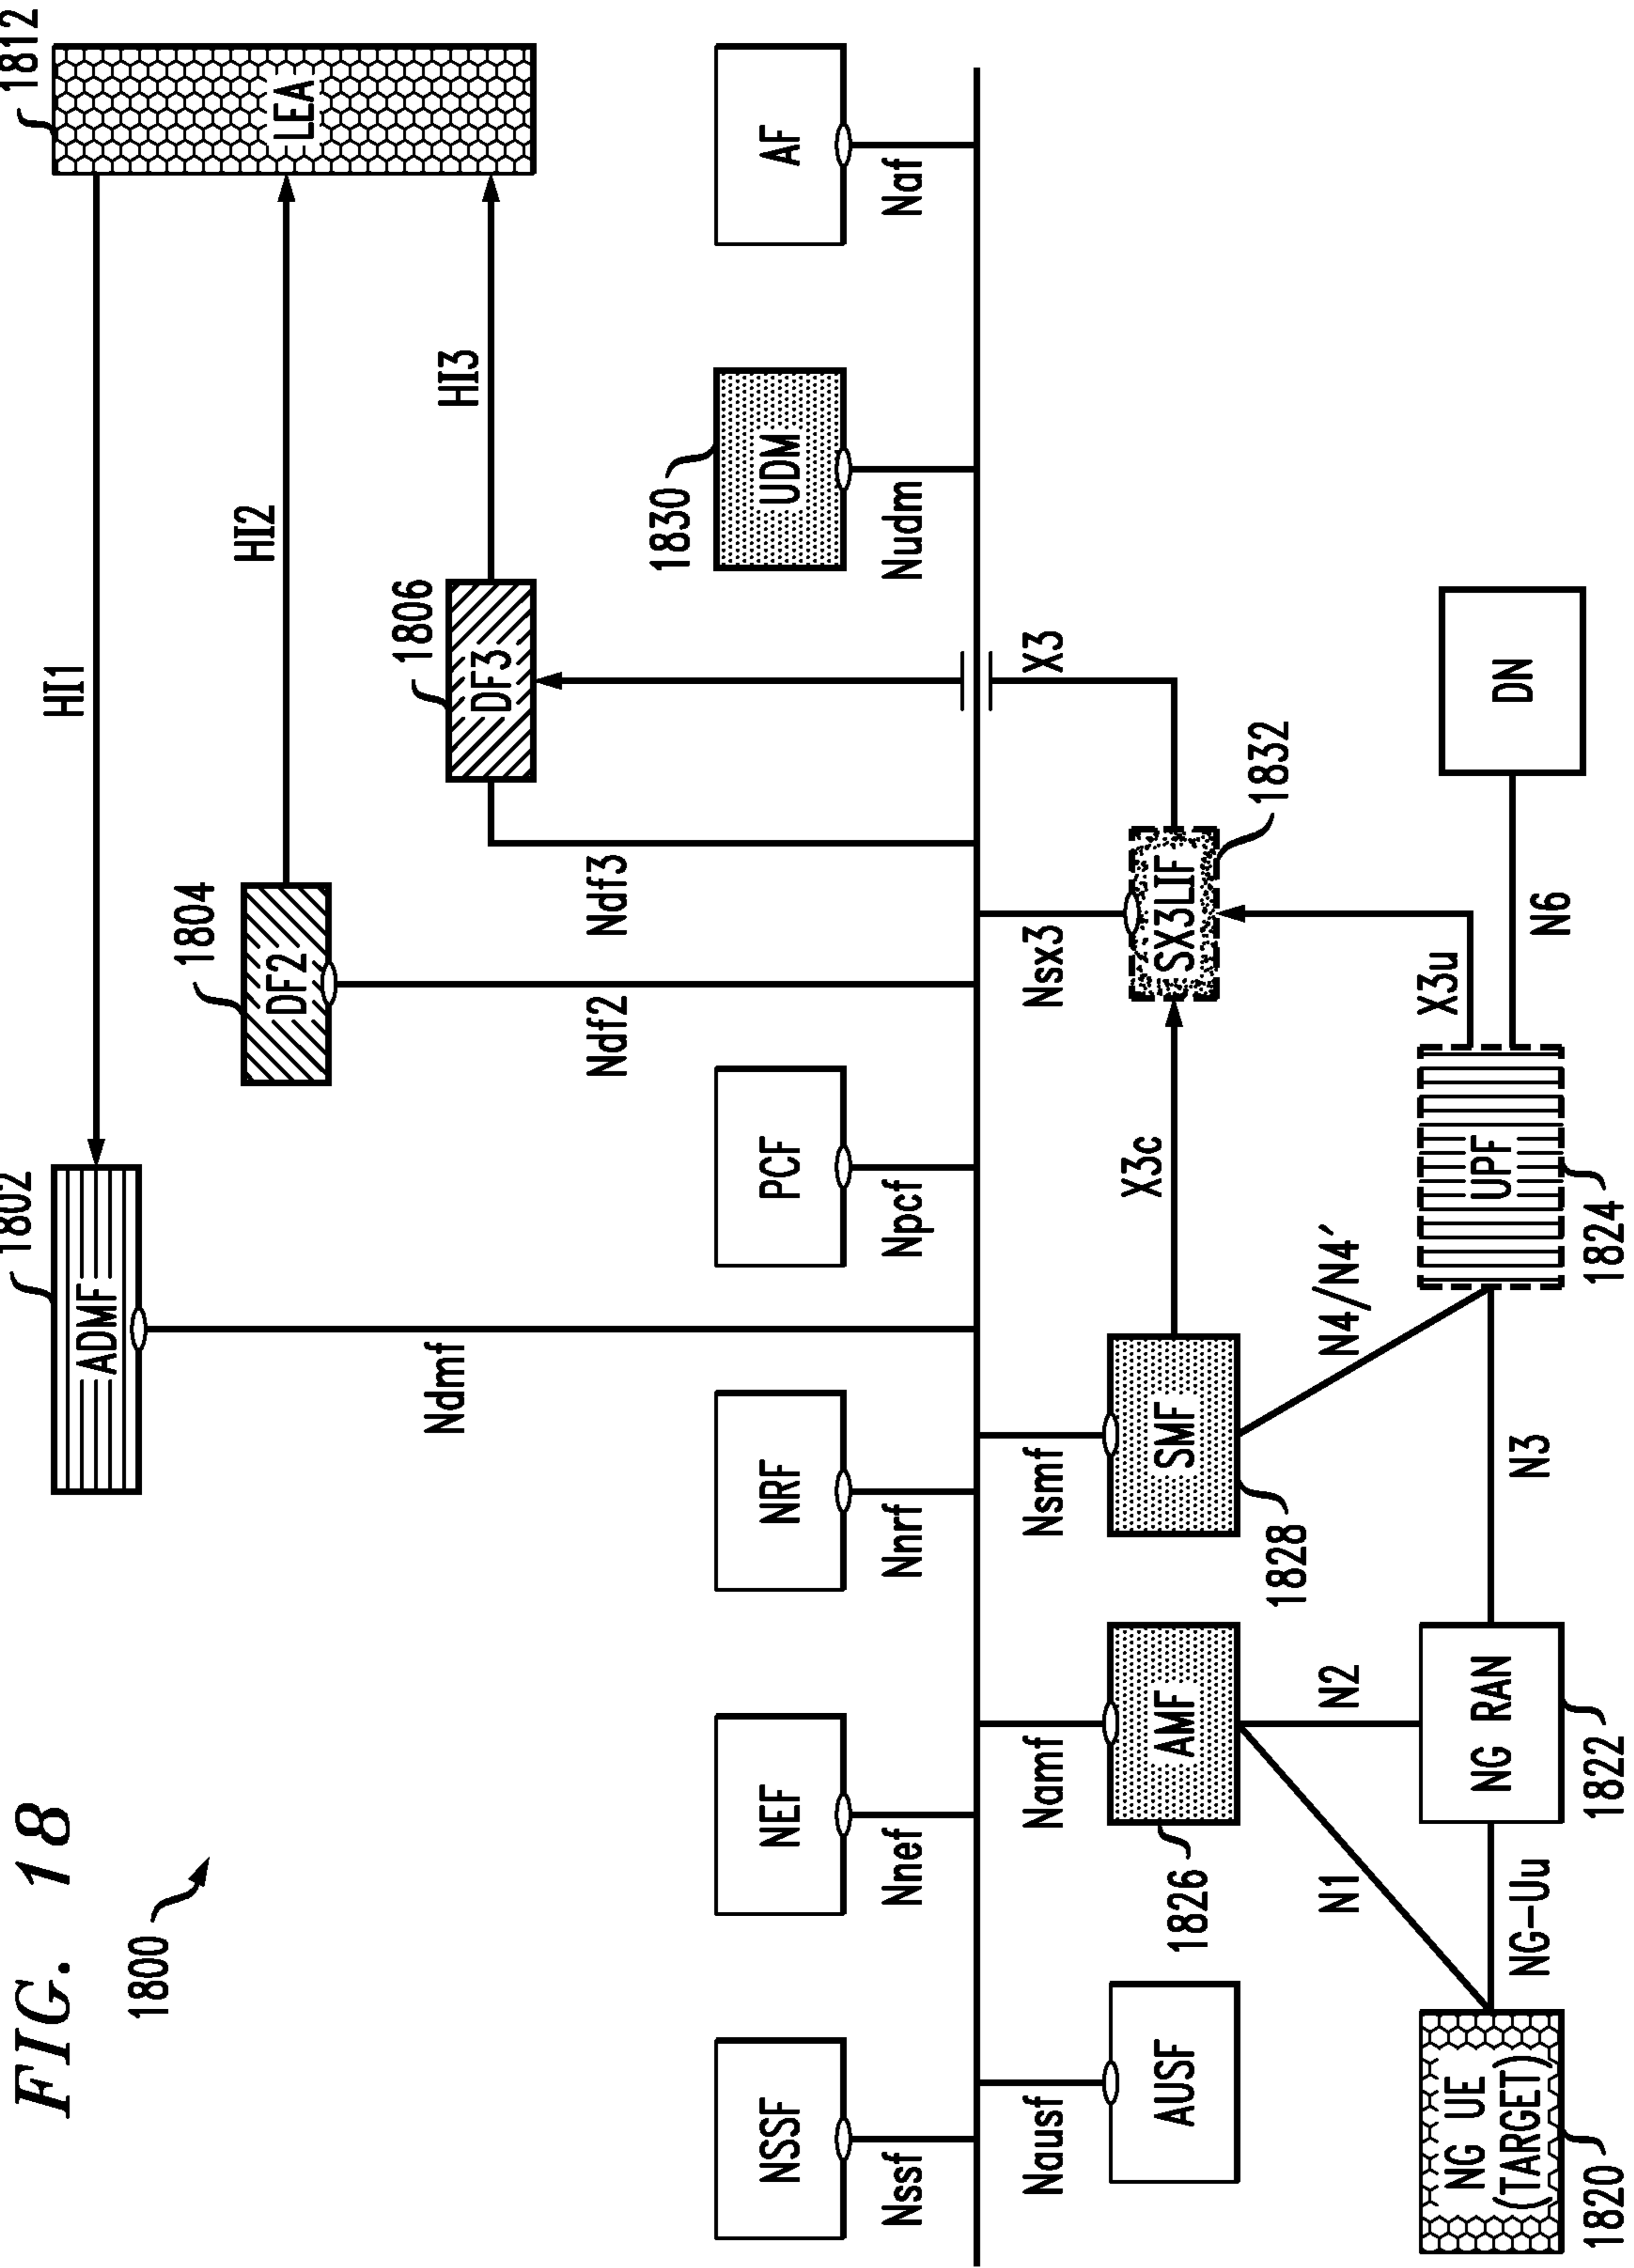 FIG. 18
1800
1802
ADMF
HI1
1812
LEA
1804
DF2
HI2
1806
DF3
HI3
Ndmf
Ndf2
Ndf3
NSSF
NEF
NRF
PCF
1830
UDM
AF
Nssf
Nnef
Nnrf
Npcf
Nudm
Naf
Nausf
Namf
Nsmf
Nsx3
X3
AUSF
1826
AMF
SMF
1828
X3c
SX3LIF
1832
N1
N2
N4/N4′
X3u
NG UE
(TARGET)
1820
NG-Uu
NG RAN
1822
N3
UPF
1824
N6
DN